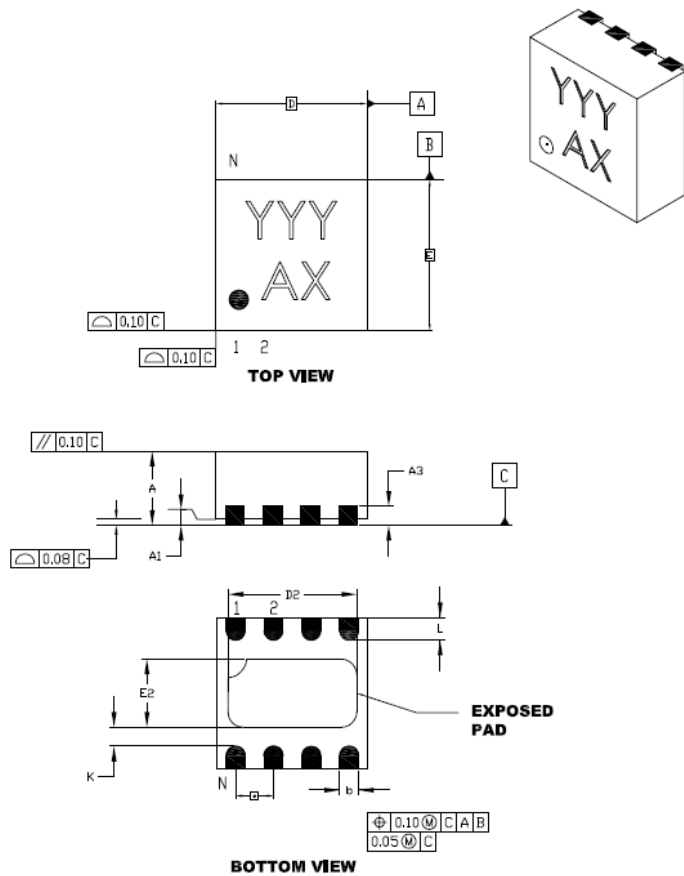 YYY
AX
D
A
B
N
YYY
AX
E
⌓ 0.10 C
⌓ 0.10 C
1 2
TOP VIEW
// 0.10 C
A
A3
C
A1
⌓ 0.08 C
D2
1 2
L
E2
EXPOSED
PAD
K
N
e
b
⌖ 0.10 Ⓜ C A B
0.05 Ⓜ C
BOTTOM VIEW